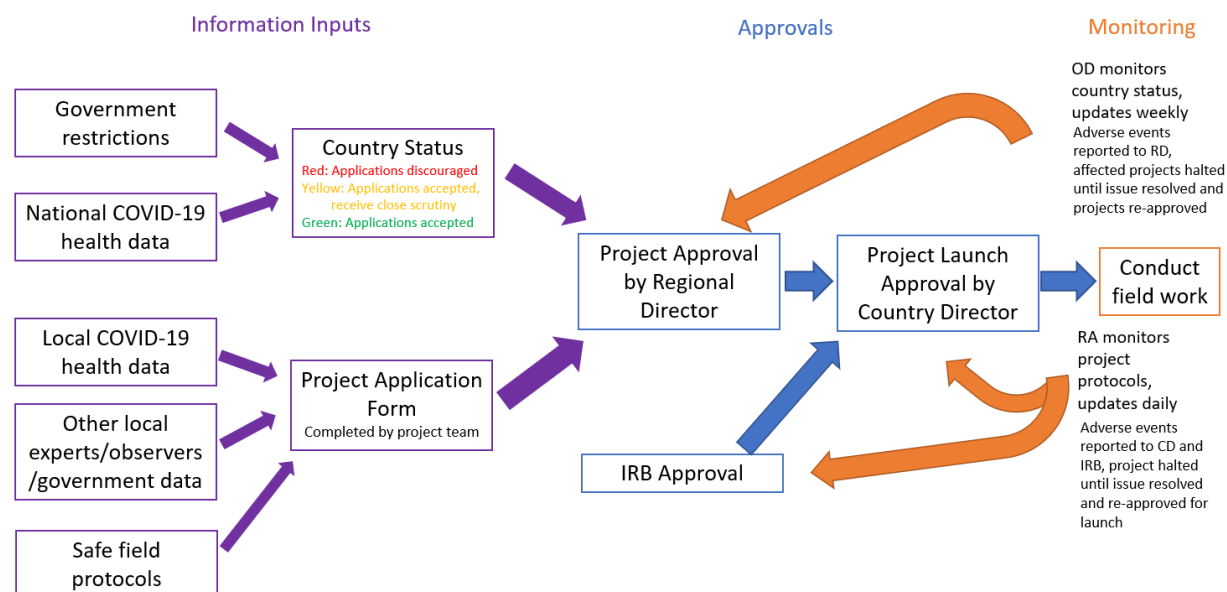 Information Inputs
Approvals
Monitoring
Government
restrictions
National COVID-19
health data
Country Status
Red: Applications discouraged
Yellow: Applications accepted,
receive close scrutiny
Green: Applications accepted
Local COVID-19
health data
Other local
experts/observers
/government data
Safe field
protocols
Project Application
Form
Completed by project team
Project Approval
by Regional
Director
IRB Approval
Project Launch
Approval by
Country Director
OD monitors
country status,
updates weekly
Adverse events
reported to RD,
affected projects halted
until issue resolved and
projects re-approved
Conduct
field work
RA monitors
project
protocols,
updates daily
Adverse events
reported to CD and
IRB, project halted
until issue resolved
and re-approved for
launch